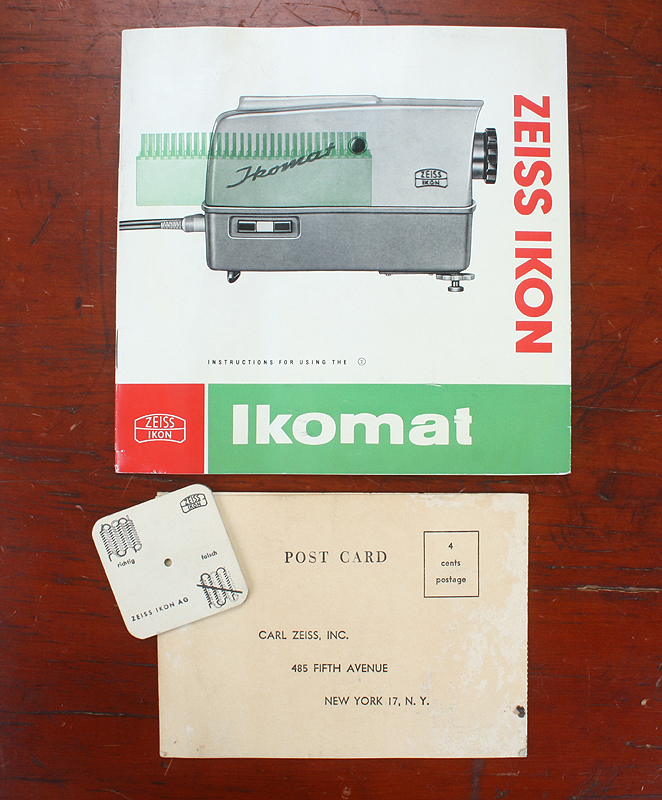 ZEISS IKON
Ikomat
ZEISS
IKON
INSTRUCTIONS FOR USING THE
ZEISS
IKON
Ikomat
ZEISS
IKON
richtig
falsch
ZEISS IKON AG
POST CARD
4
cents
postage
CARL ZEISS, INC.
485 FIFTH AVENUE
NEW YORK 17, N. Y.